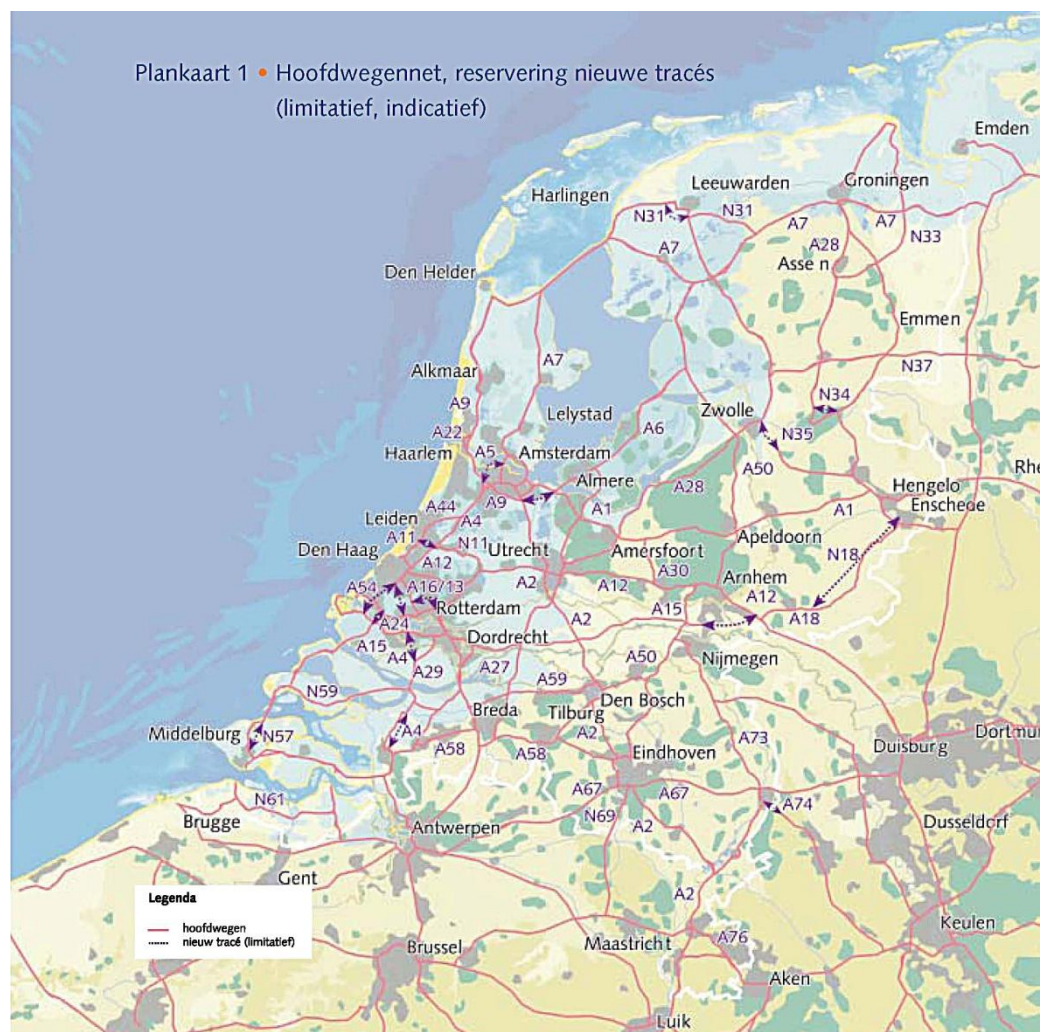 Plankaart 1 • Hoofdwegennet, reservering nieuwe tracés
(limitatief, indicatief)
Emden
Harlingen
Leeuwarden
Groningen
N31
N31
A7
A7
A28
A7
N33
Den Helder
Asse n
Emmen
Alkmaar
A7
N37
A9
Lelystad
Zwolle
N34
A22
A6
N35
Haarlem
A5
Amsterdam
A50
Rhe
A44
A9
Almere
A28
Hengelo
Leiden
A4
A1
A1
Enschede
A11
N11
Utrecht
Apeldoorn
Den Haag
A12
Amersfoort
N18
A54
A16/13
A2
A12
A30
Arnhem
Rotterdam
A12
A24
A2
A15
A18
A15
Dordrecht
A4
A29
A27
A50
Nijmegen
N59
A59
Den Bosch
Breda
Tilburg
Middelburg
N57
A4
A58
A58
A2
A73
Duisburg
Dortmu
Eindhoven
N61
A67
A67
A74
Brugge
N69
A2
Dusseldorf
Antwerpen
Gent
Legenda
hoofdwegen
nieuw tracé (limitatief)
A2
Keulen
Brussel
Maastricht
A76
Aken
Luik